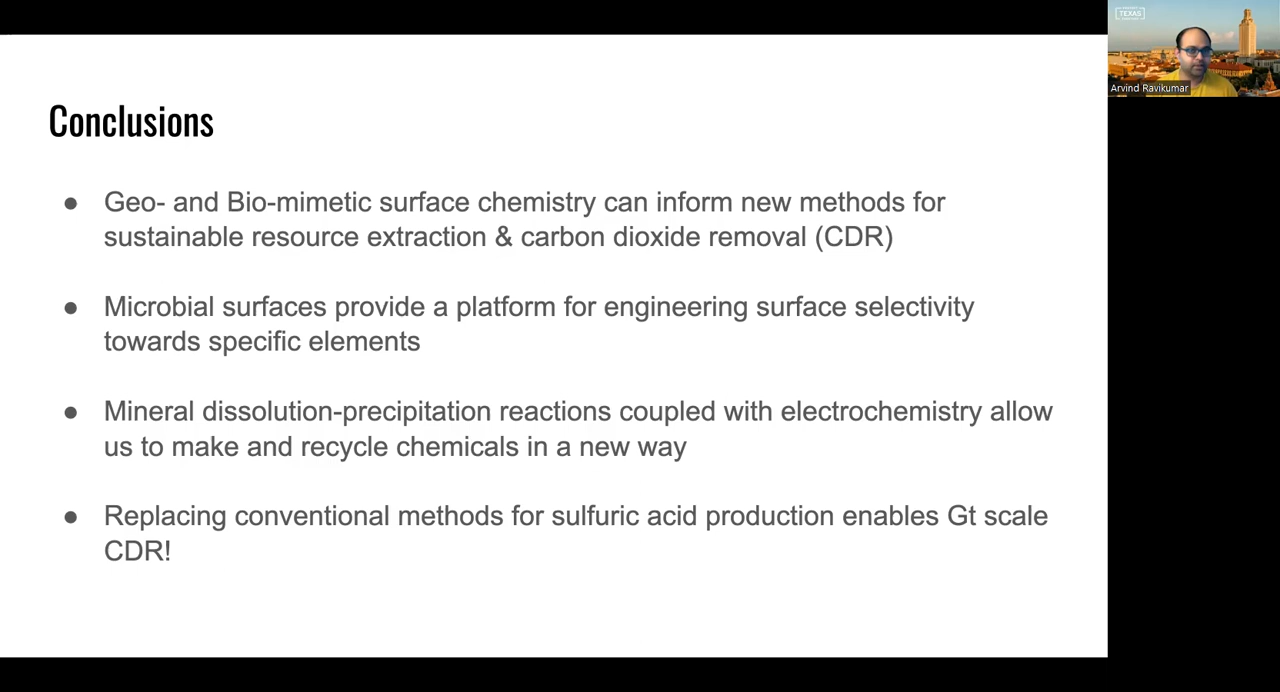 TEXAS
Arvind Ravikumar
Conclusions
● Geo- and Bio-mimetic surface chemistry can inform new methods for
sustainable resource extraction & carbon dioxide removal (CDR)
● Microbial surfaces provide a platform for engineering surface selectivity
towards specific elements
● Mineral dissolution-precipitation reactions coupled with electrochemistry allow
us to make and recycle chemicals in a new way
● Replacing conventional methods for sulfuric acid production enables Gt scale
CDR!